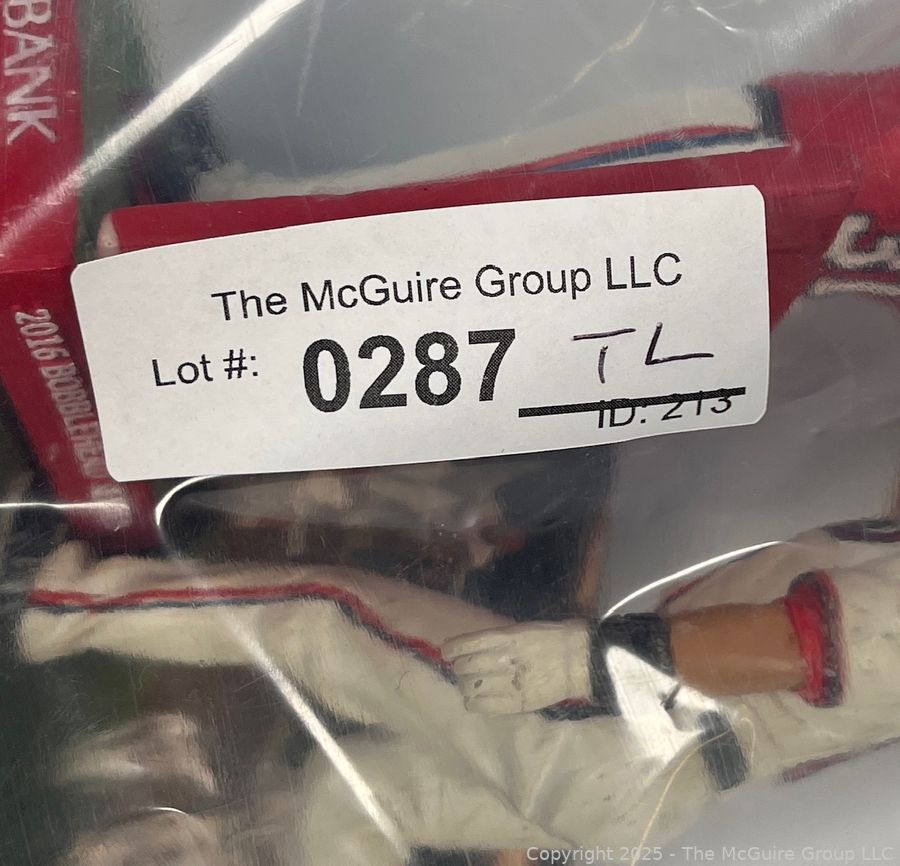 BANK
2016 BOBBLEHEAD
The McGuire Group LLC
Lot #: 0287 TL
ID: 213
Copyright 2025 - The McGuire Group LLC